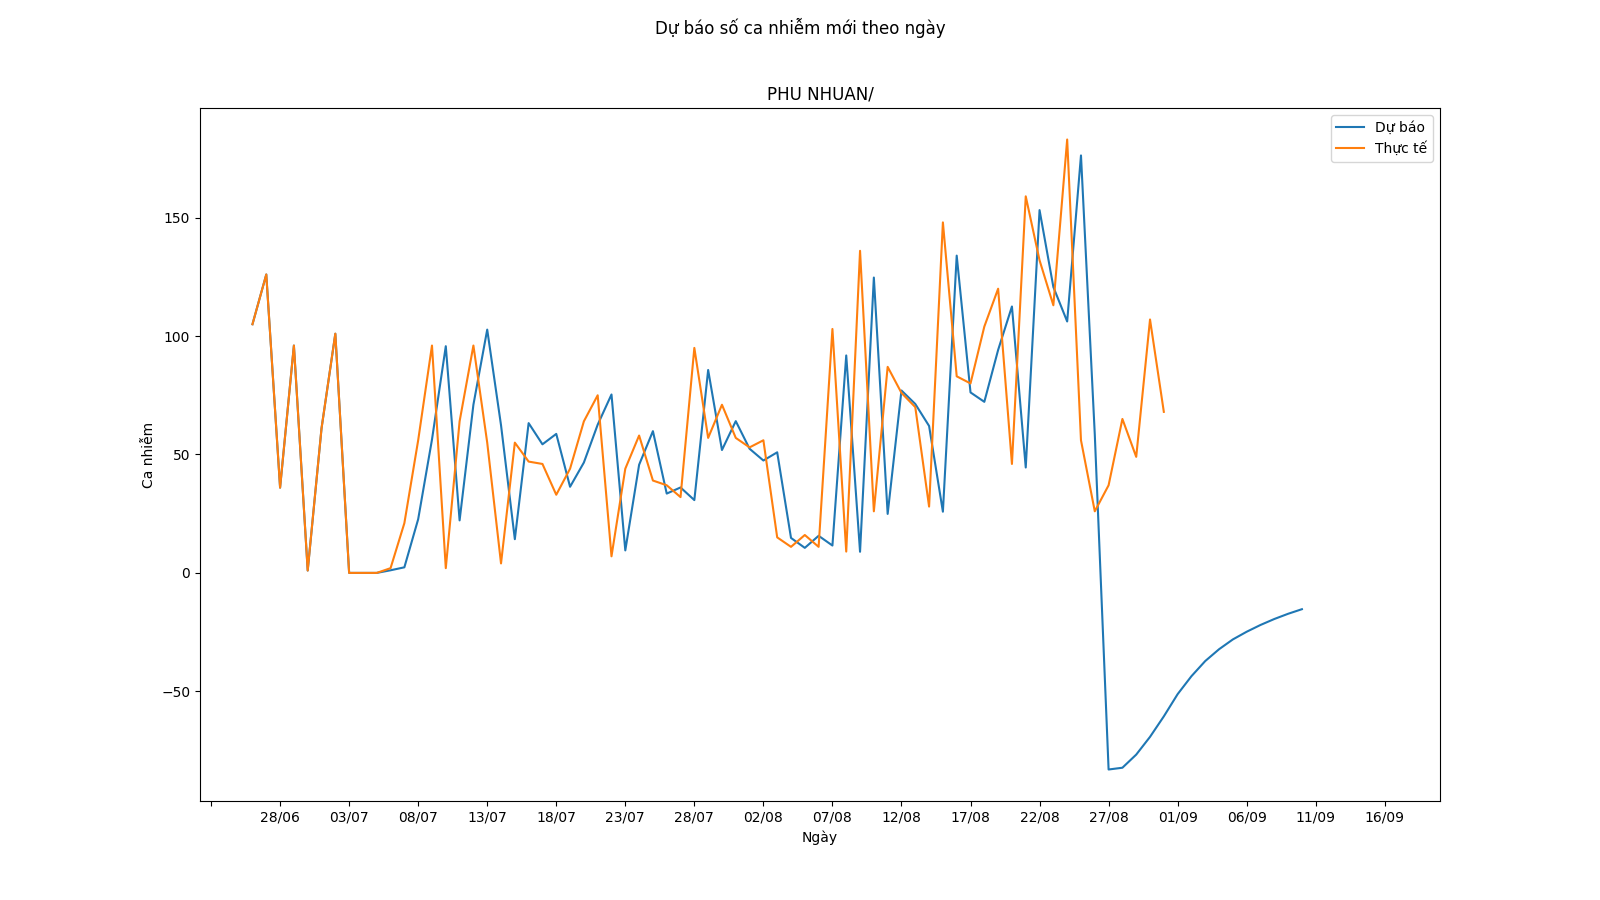 Dự báo số ca nhiễm mới theo ngày
PHU NHUAN/
Dự báo
Thực tế
150
100
50
0
−50
Ca nhiễm
28/06 03/07 08/07 13/07 18/07 23/07 28/07 02/08 07/08 12/08 17/08 22/08 27/08 01/09 06/09 11/09 16/09
Ngày